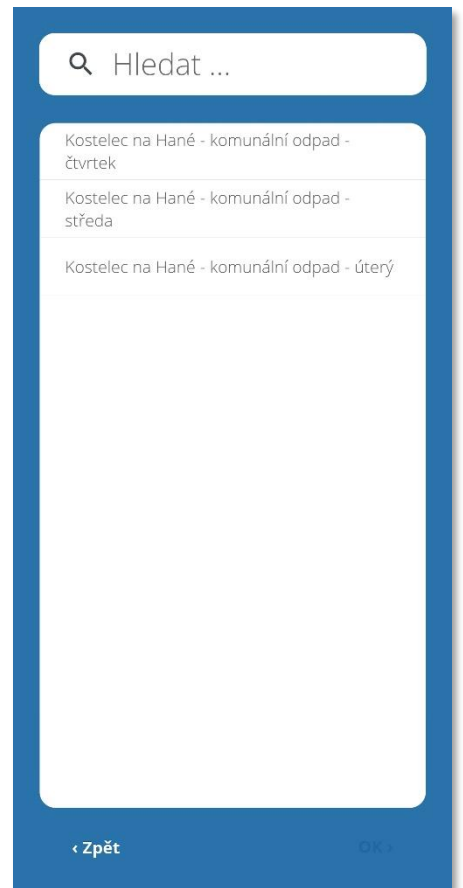 Hledat ...
Kostelec na Hané - komunální odpad -
čtvrtek
Kostelec na Hané - komunální odpad -
středa
Kostelec na Hané - komunální odpad - úterý
‹ Zpět
OK ›